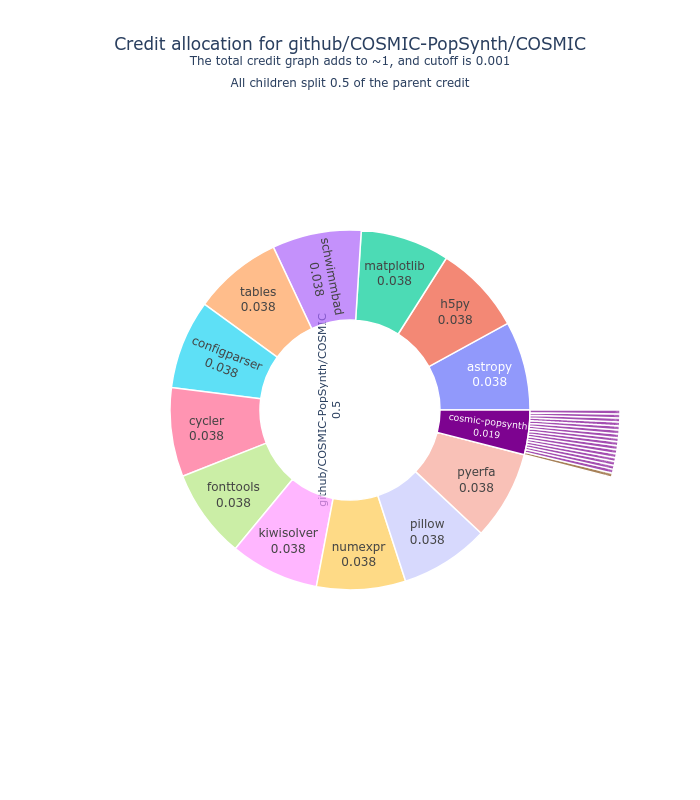 Credit allocation for github/COSMIC-PopSynth/COSMIC
The total credit graph adds to ~1, and cutoff is 0.001
All children split 0.5 of the parent credit
schwimmbad
0.038
matplotlib
0.038
tables
0.038
h5py
0.038
configparser
0.038
astropy
0.038
github/COSMIC-PopSynth/COSMIC
0.5
cycler
0.038
cosmic-popsynth
0.019
fonttools
0.038
pyerfa
0.038
kiwisolver
0.038
numexpr
0.038
pillow
0.038